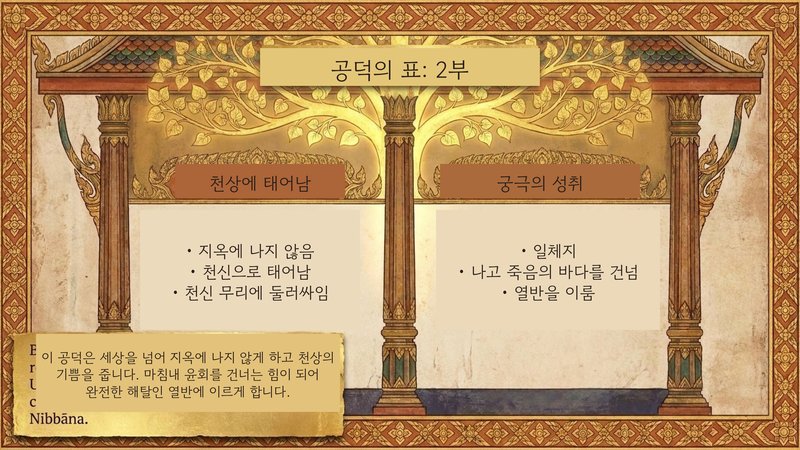 공덕의 표: 2부
천상에 태어남
• 지옥에 나지 않음
• 천신으로 태어남
• 천신 무리에 둘러싸임
궁극의 성취
• 일체지
• 나고 죽음의 바다를 건넘
• 열반을 이룸
이 공덕은 세상을 넘어 지옥에 나지 않게 하고 천상의
기쁨을 줍니다. 마침내 윤회를 건너는 힘이 되어
완전한 해탈인 열반에 이르게 합니다.
Nibbāna.